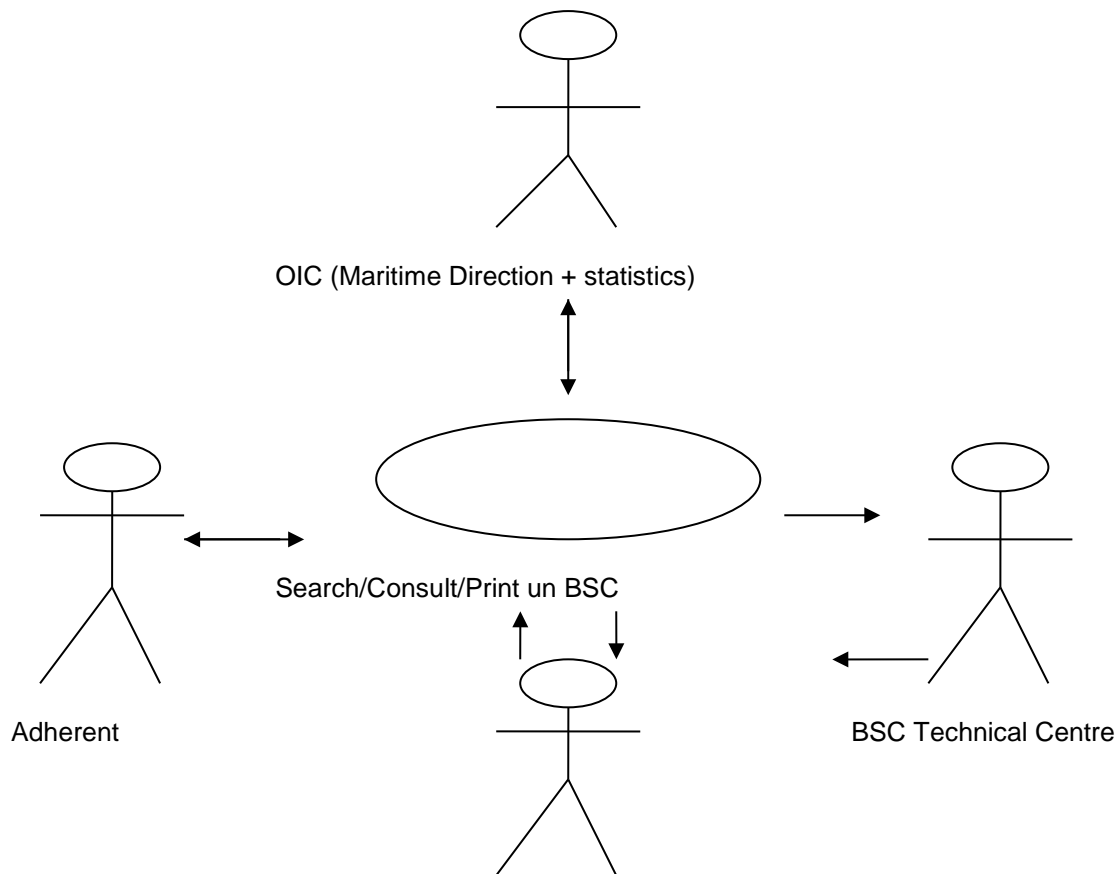 OIC (Maritime Direction + statistics)
Search/Consult/Print un BSC
Adherent
BSC Technical Centre